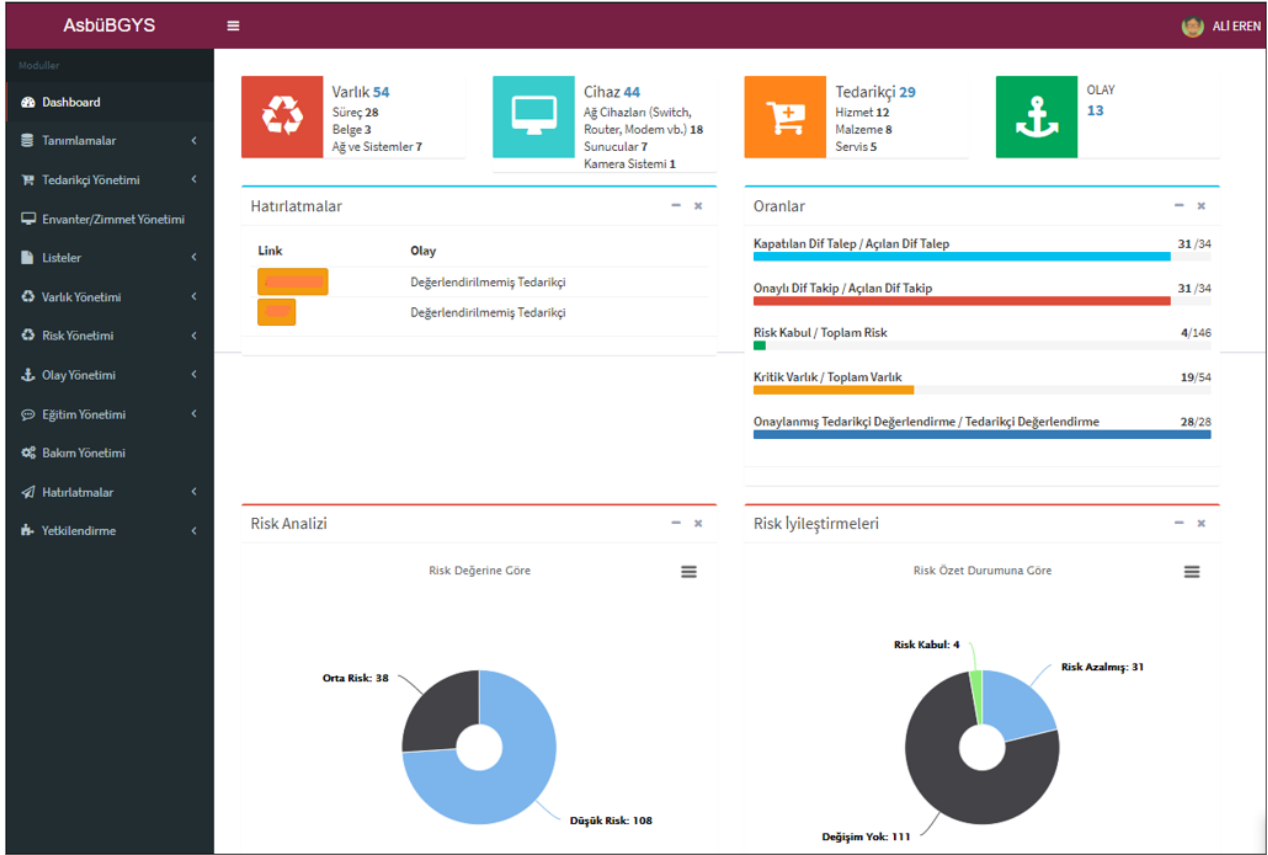 AsbüBGYS
ALİ EREN
Moduller
Dashboard
Tanımlamalar
Tedarikçi Yönetimi
Envanter/Zimmet Yönetimi
Listeler
Varlık Yönetimi
Risk Yönetimi
Olay Yönetimi
Eğitim Yönetimi
Bakım Yönetimi
Hatırlatmalar
Yetkilendirme
Varlık 54
Süreç 28
Belge 3
Ağ ve Sistemler 7
Cihaz 44
Ağ Cihazları (Switch,
Router, Modem vb.) 18
Sunucular 7
Kamera Sistemi 1
Tedarikçi 29
Hizmet 12
Malzeme 8
Servis 5
OLAY
13
Hatırlatmalar
Link Olay
Değerlendirilmemiş Tedarikçi
Değerlendirilmemiş Tedarikçi
Oranlar
Kapatılan Dif Talep / Açılan Dif Talep 31/34
Onaylı Dif Takip / Açılan Dif Takip 31/34
Risk Kabul / Toplam Risk 4/146
Kritik Varlık / Toplam Varlık 19/54
Onaylanmış Tedarikçi Değerlendirme / Tedarikçi Değerlendirme 28/28
Risk Analizi
Risk Değerine Göre
Orta Risk: 38
Düşük Risk: 108
Risk İyileştirmeleri
Risk Özet Durumuna Göre
Risk Kabul: 4
Risk Azalmış: 31
Değişim Yok: 111